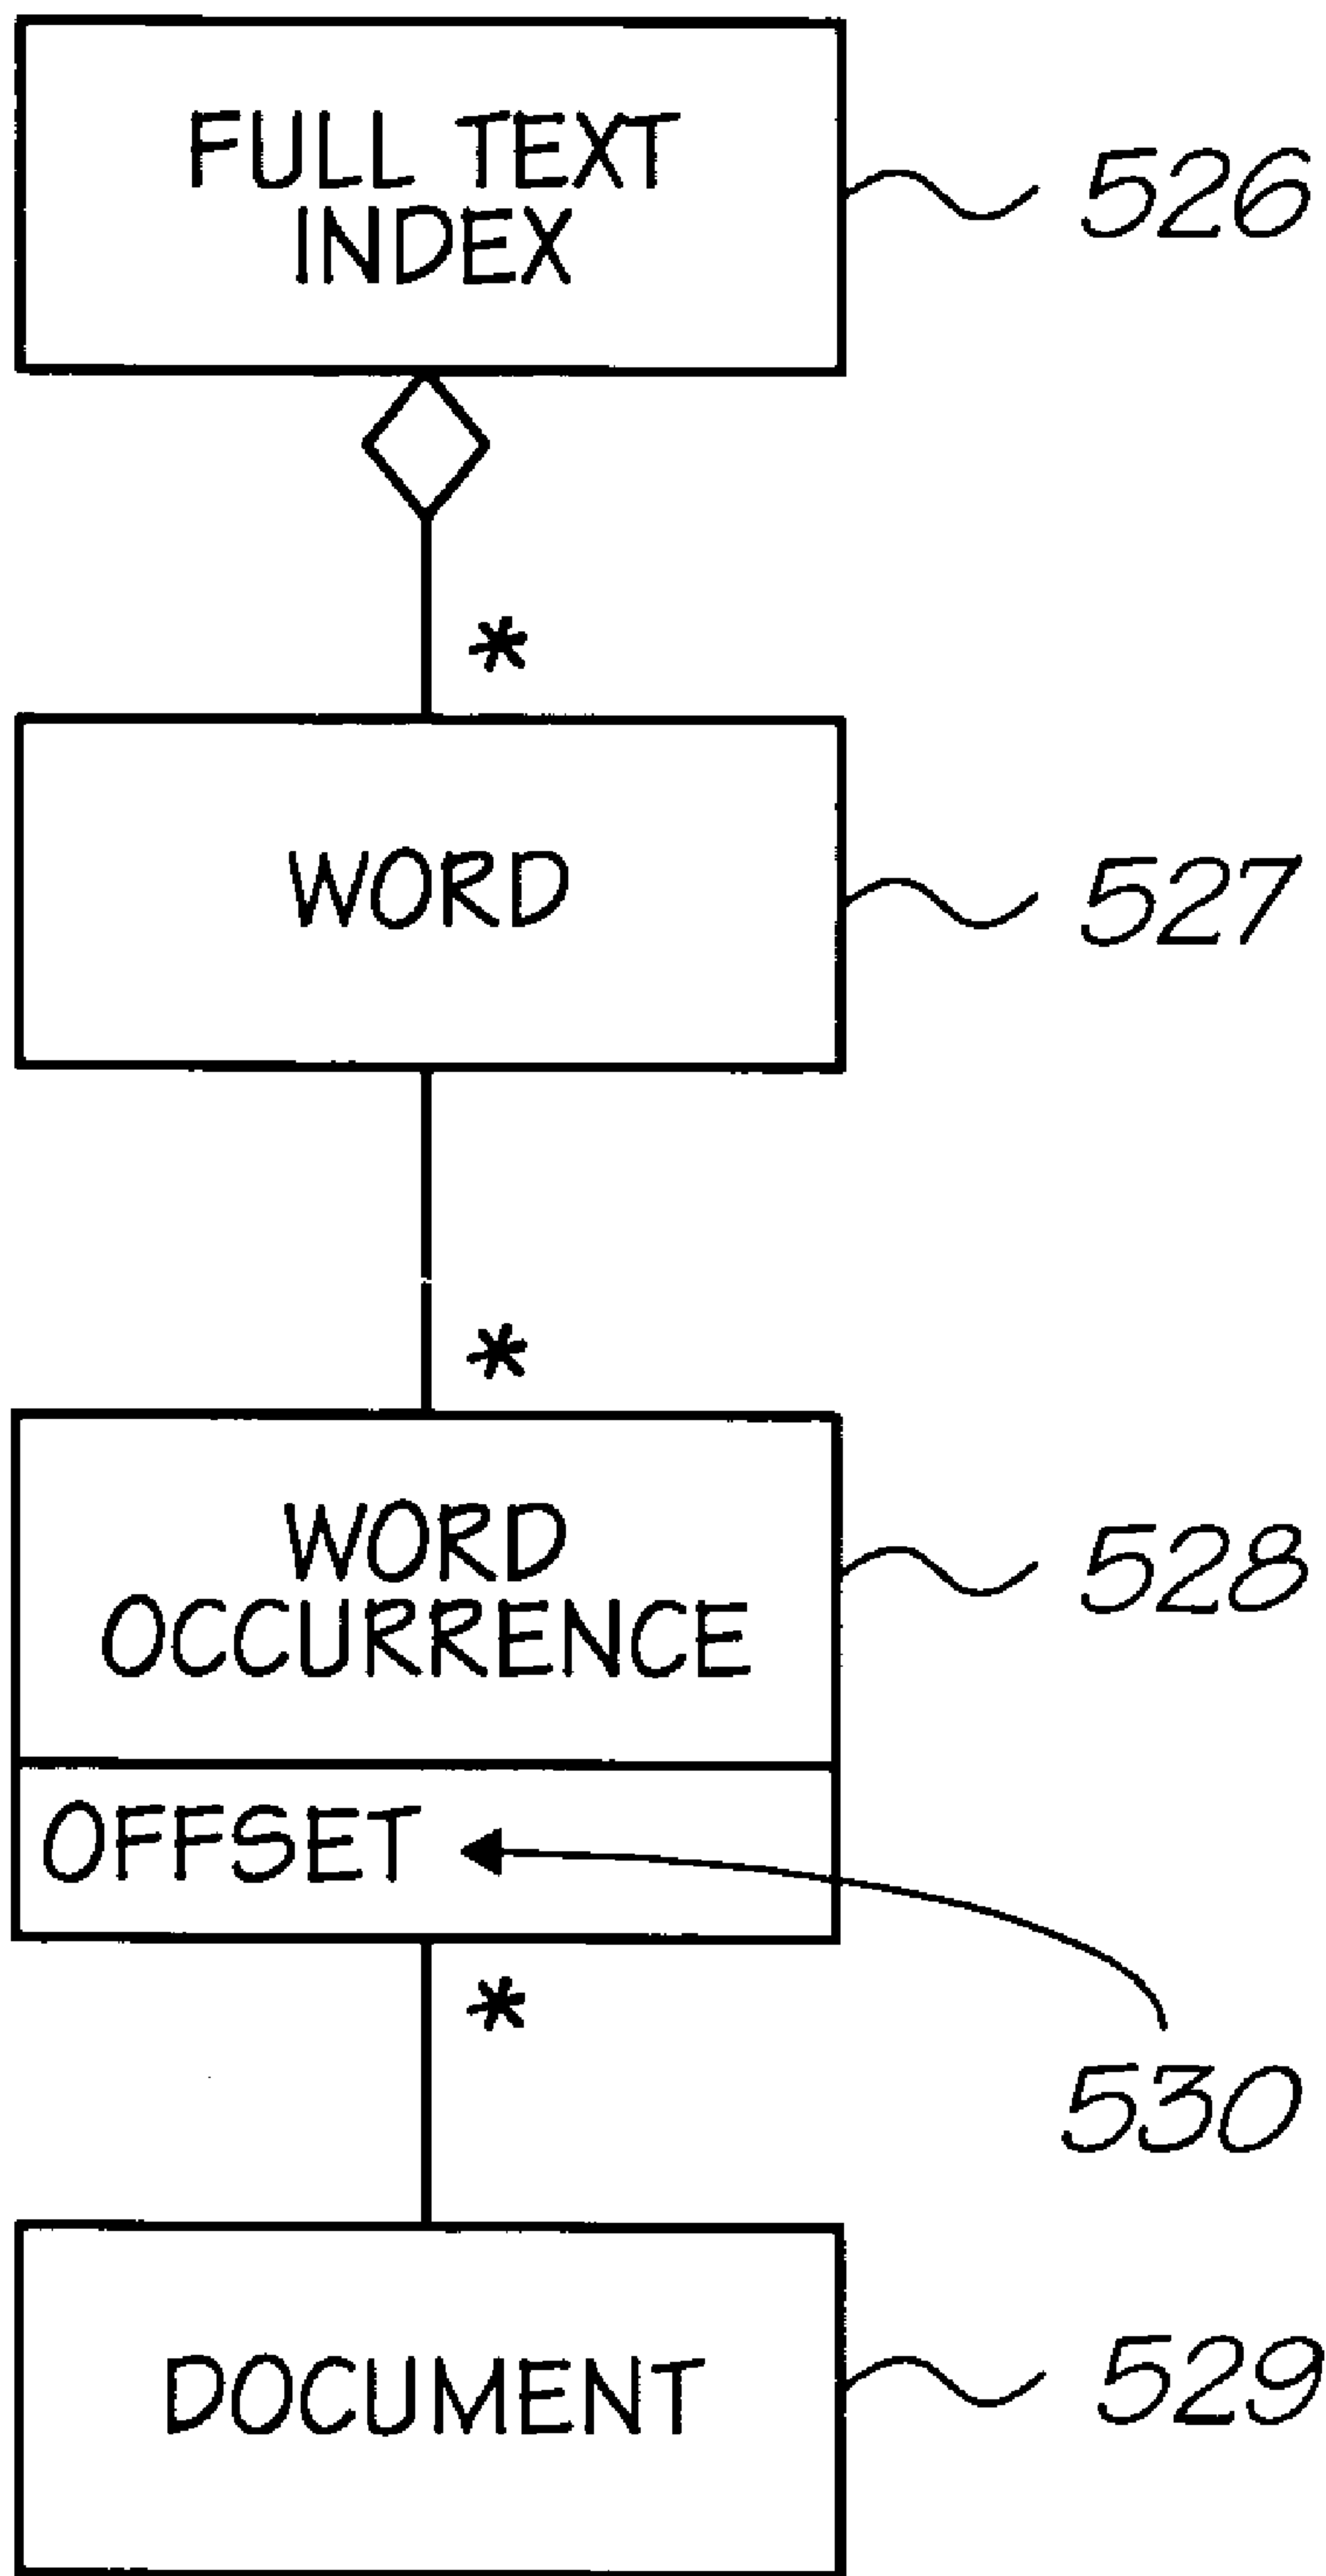 FULL TEXT
INDEX
526
*
WORD
527
*
WORD
OCCURRENCE
528
OFFSET
*
530
DOCUMENT
529